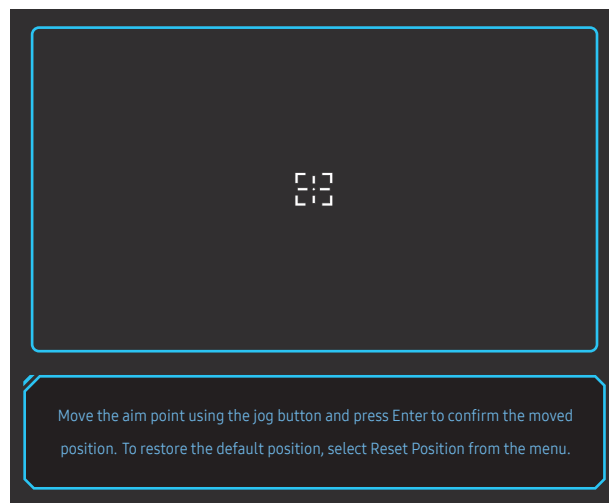 Move the aim point using the jog button and press Enter to confirm the moved
position. To restore the default position, select Reset Position from the menu.